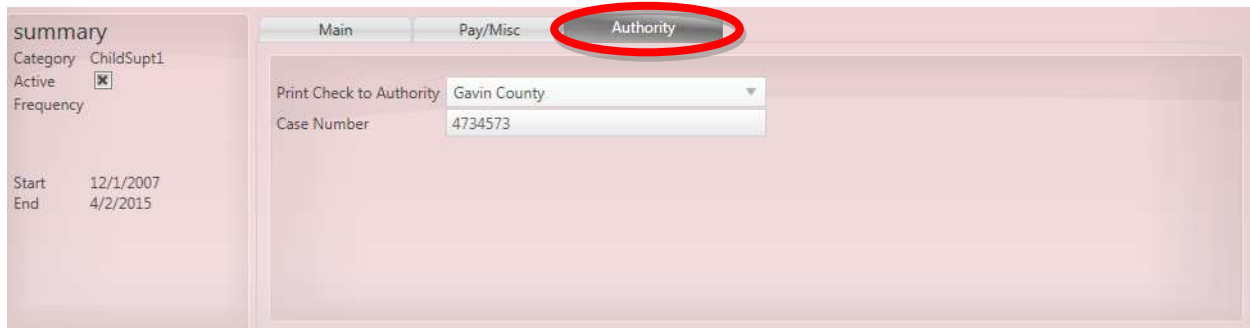 summary
Category ChildSupt1
Active
Frequency
Start 12/1/2007
End 4/2/2015
Main Pay/Misc Authority
Print Check to Authority Gavin County
Case Number 4734573